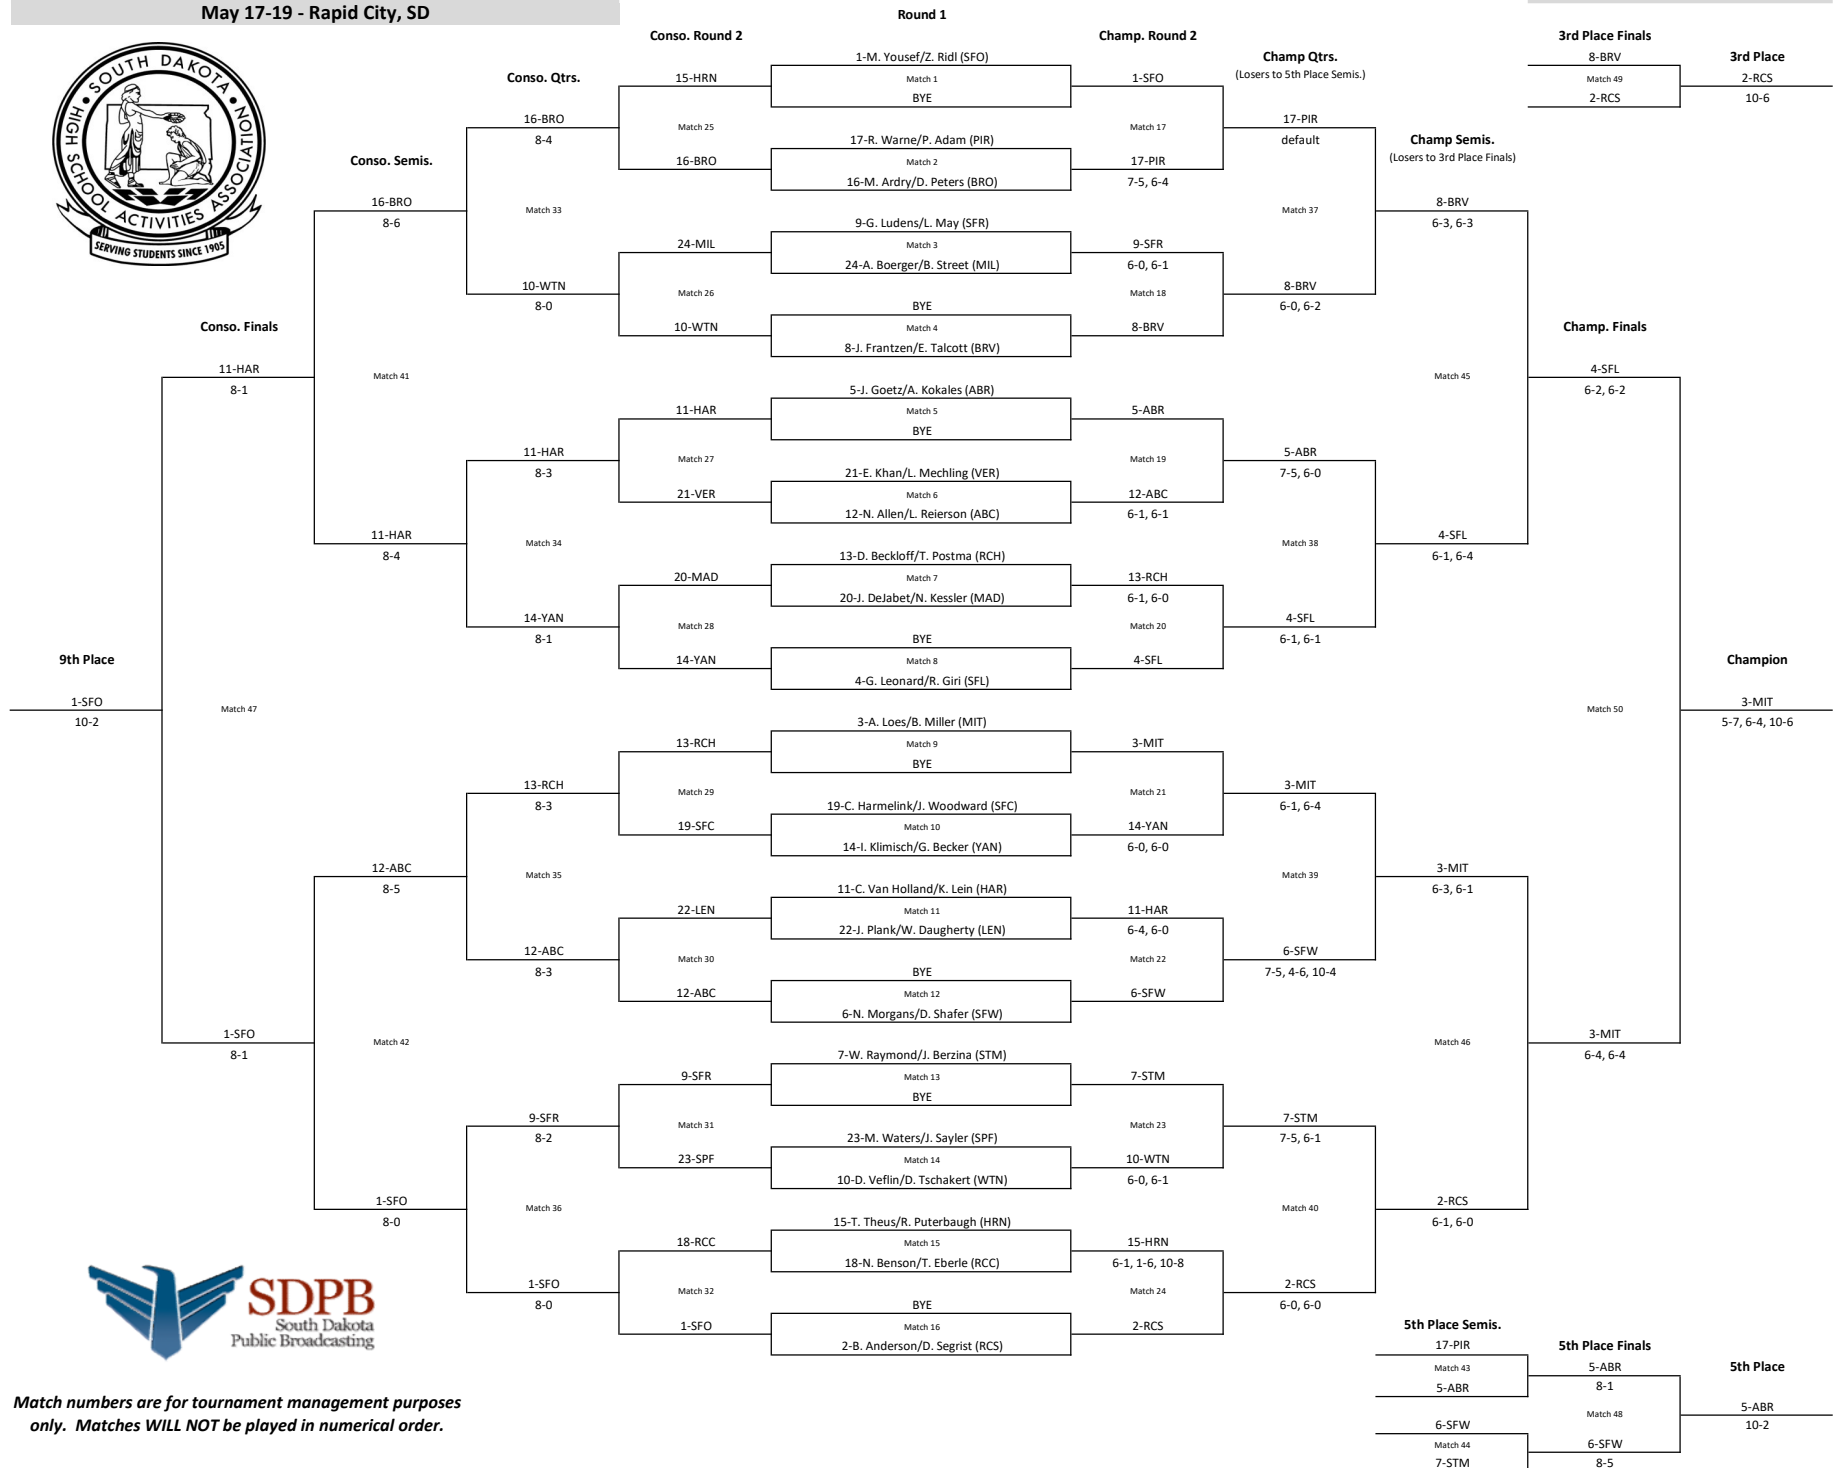 May 17-19 - Rapid City, SD
SOUTH DAKOTA
HIGH SCHOOL ACTIVITIES ASSOCIATION
SERVING STUDENTS SINCE 1905
9th Place
1-SFO
10-2
Conso. Finals
11-HAR
8-1
Match 47
1-SFO
8-1
Conso. Semis.
16-BRO
8-6
Match 41
11-HAR
8-4
12-ABC
8-5
Match 42
1-SFO
8-0
Conso. Qtrs.
16-BRO
8-4
Match 33
10-WTN
8-0
11-HAR
8-3
Match 34
14-YAN
8-1
13-RCH
8-3
Match 35
12-ABC
8-3
9-SFR
8-2
Match 36
1-SFO
8-0
Conso. Round 2
15-HRN
Match 25
16-BRO
24-MIL
Match 26
10-WTN
11-HAR
Match 27
21-VER
20-MAD
Match 28
14-YAN
13-RCH
Match 29
19-SFC
22-LEN
Match 30
12-ABC
9-SFR
Match 31
23-SPF
18-RCC
Match 32
1-SFO
Round 1
1-M. Yousef/Z. Ridl (SFO)
Match 1
BYE
17-R. Warne/P. Adam (PIR)
Match 2
16-M. Ardry/D. Peters (BRO)
9-G. Ludens/L. May (SFR)
Match 3
24-A. Boerger/B. Street (MIL)
BYE
Match 4
8-J. Frantzen/E. Talcott (BRV)
5-J. Goetz/A. Kokales (ABR)
Match 5
BYE
21-E. Khan/L. Mechling (VER)
Match 6
12-N. Allen/L. Reierson (ABC)
13-D. Beckloff/T. Postma (RCH)
Match 7
20-J. DeJabet/N. Kessler (MAD)
BYE
Match 8
4-G. Leonard/R. Giri (SFL)
3-A. Loes/B. Miller (MIT)
Match 9
BYE
19-C. Harmelink/J. Woodward (SFC)
Match 10
14-I. Klimisch/G. Becker (YAN)
11-C. Van Holland/K. Lein (HAR)
Match 11
22-J. Plank/W. Daugherty (LEN)
BYE
Match 12
6-N. Morgans/D. Shafer (SFW)
7-W. Raymond/J. Berzina (STM)
Match 13
BYE
23-M. Waters/J. Sayler (SPF)
Match 14
10-D. Veflin/D. Tschakert (WTN)
15-T. Theus/R. Puterbaugh (HRN)
Match 15
18-N. Benson/T. Eberle (RCC)
BYE
Match 16
2-B. Anderson/D. Segrist (RCS)
Champ. Round 2
1-SFO
Match 17
17-PIR
7-5, 6-4
9-SFR
6-0, 6-1
Match 18
8-BRV
5-ABR
Match 19
12-ABC
6-1, 6-1
13-RCH
6-1, 6-0
Match 20
4-SFL
3-MIT
Match 21
14-YAN
6-0, 6-0
11-HAR
6-4, 6-0
Match 22
6-SFW
7-STM
Match 23
10-WTN
6-0, 6-1
15-HRN
6-1, 1-6, 10-8
Match 24
2-RCS
Champ Qtrs.
(Losers to 5th Place Semis.)
17-PIR
default
Match 37
8-BRV
6-0, 6-2
5-ABR
7-5, 6-0
Match 38
4-SFL
6-1, 6-1
3-MIT
6-1, 6-4
Match 39
6-SFW
7-5, 4-6, 10-4
7-STM
7-5, 6-1
Match 40
2-RCS
6-0, 6-0
Champ Semis.
(Losers to 3rd Place Finals)
8-BRV
6-3, 6-3
Match 45
4-SFL
6-1, 6-4
3-MIT
6-3, 6-1
Match 46
2-RCS
6-1, 6-0
3rd Place Finals
8-BRV
Match 49
2-RCS
3rd Place
2-RCS
10-6
Champ. Finals
4-SFL
6-2, 6-2
Match 50
3-MIT
6-4, 6-4
Champion
3-MIT
5-7, 6-4, 10-6
5th Place Semis.
17-PIR
Match 43
5-ABR
6-SFW
Match 44
7-STM
5th Place Finals
5-ABR
8-1
Match 48
6-SFW
8-5
5th Place
5-ABR
10-2
SDPB
South Dakota
Public Broadcasting
Match numbers are for tournament management purposes
only. Matches WILL NOT be played in numerical order.